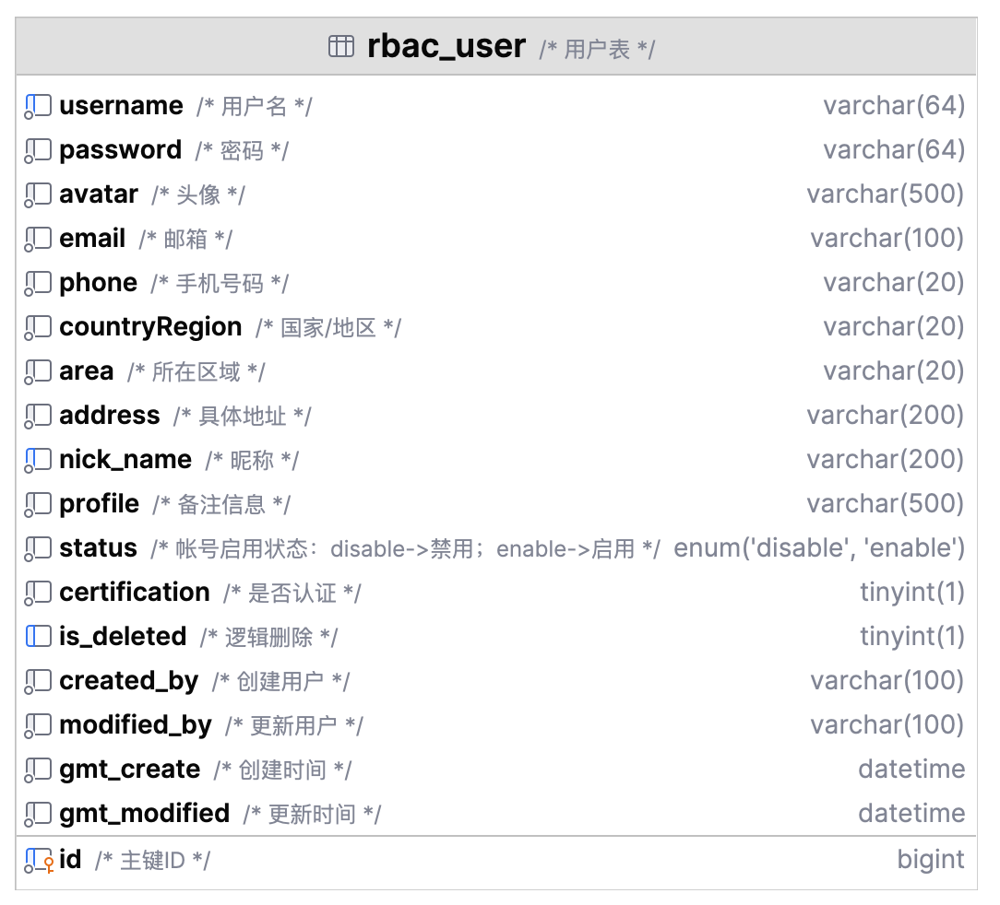 rbac_user /* 用户表 */
username /* 用户名 */ varchar(64)
password /* 密码 */ varchar(64)
avatar /* 头像 */ varchar(500)
email /* 邮箱 */ varchar(100)
phone /* 手机号码 */ varchar(20)
countryRegion /* 国家/地区 */ varchar(20)
area /* 所在区域 */ varchar(20)
address /* 具体地址 */ varchar(200)
nick_name /* 昵称 */ varchar(200)
profile /* 备注信息 */ varchar(500)
status /* 帐号启用状态：disable->禁用；enable->启用 */ enum('disable', 'enable')
certification /* 是否认证 */ tinyint(1)
is_deleted /* 逻辑删除 */ tinyint(1)
created_by /* 创建用户 */ varchar(100)
modified_by /* 更新用户 */ varchar(100)
gmt_create /* 创建时间 */ datetime
gmt_modified /* 更新时间 */ datetime
id /* 主键ID */ bigint